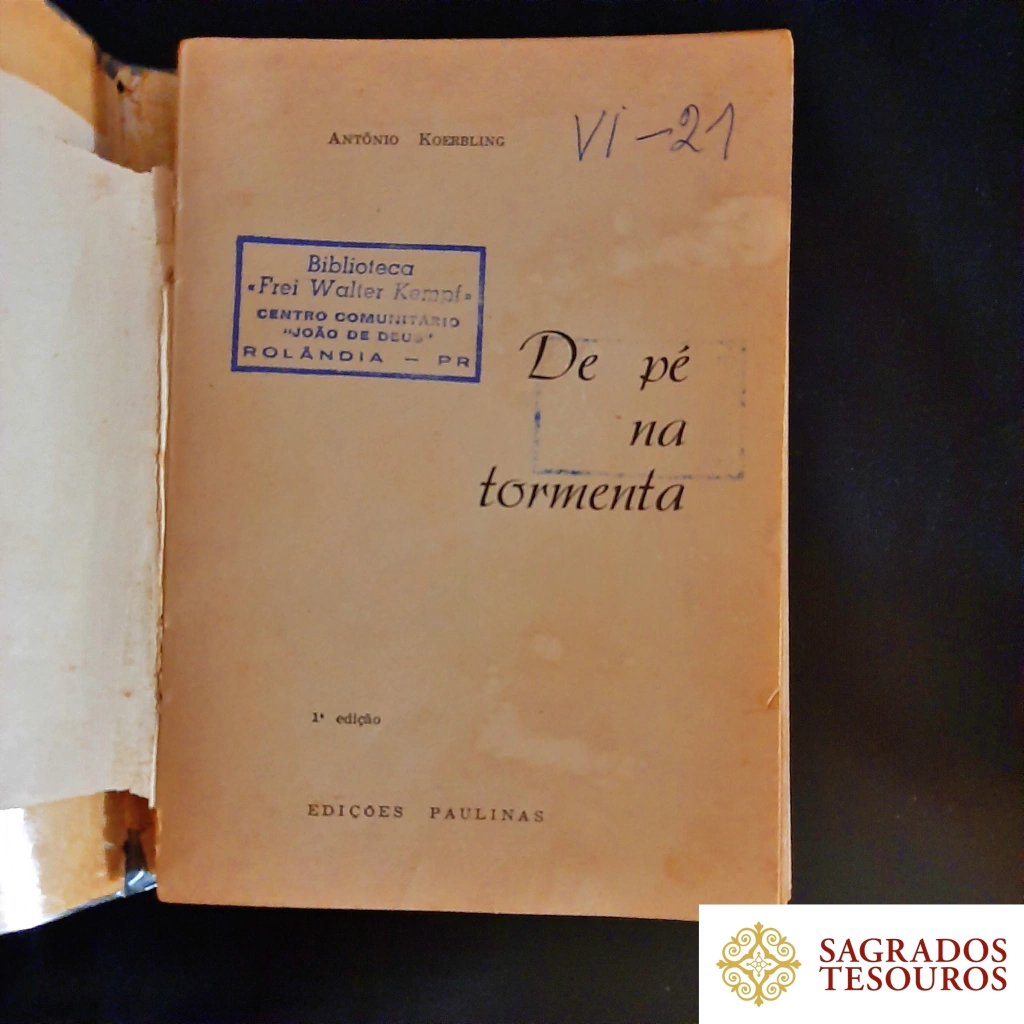 ANTÔNIO KOERBLING
VI-21
Biblioteca
«Frei Walter Kempf»
CENTRO COMUNITÁRIO
"JOÃO DE DEUS"
ROLÂNDIA — PR
De pé
na
tormenta
1ª edição
EDIÇÕES PAULINAS
SAGRADOS
TESOUROS